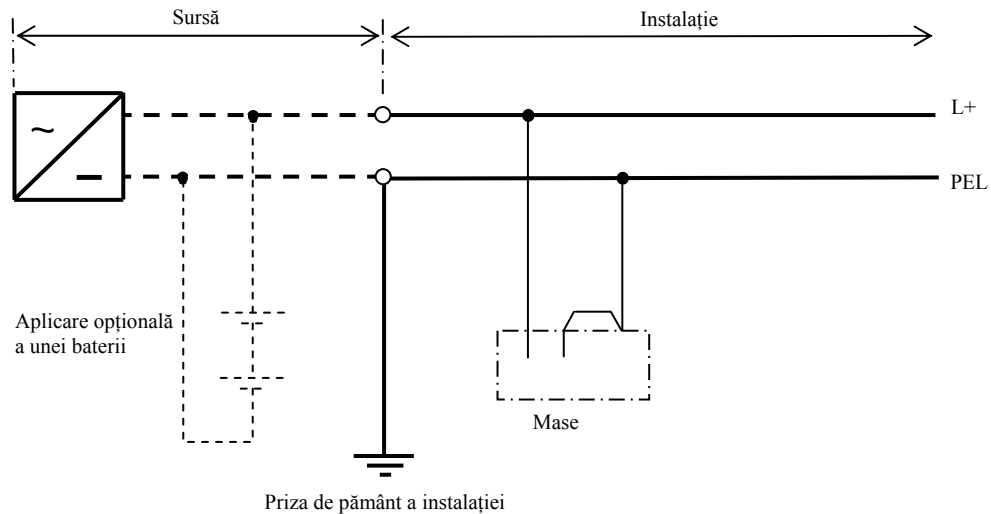 Sursă
Instalație
L+
PEL
Aplicare opțională
a unei baterii
Mase
Priza de pământ a instalației